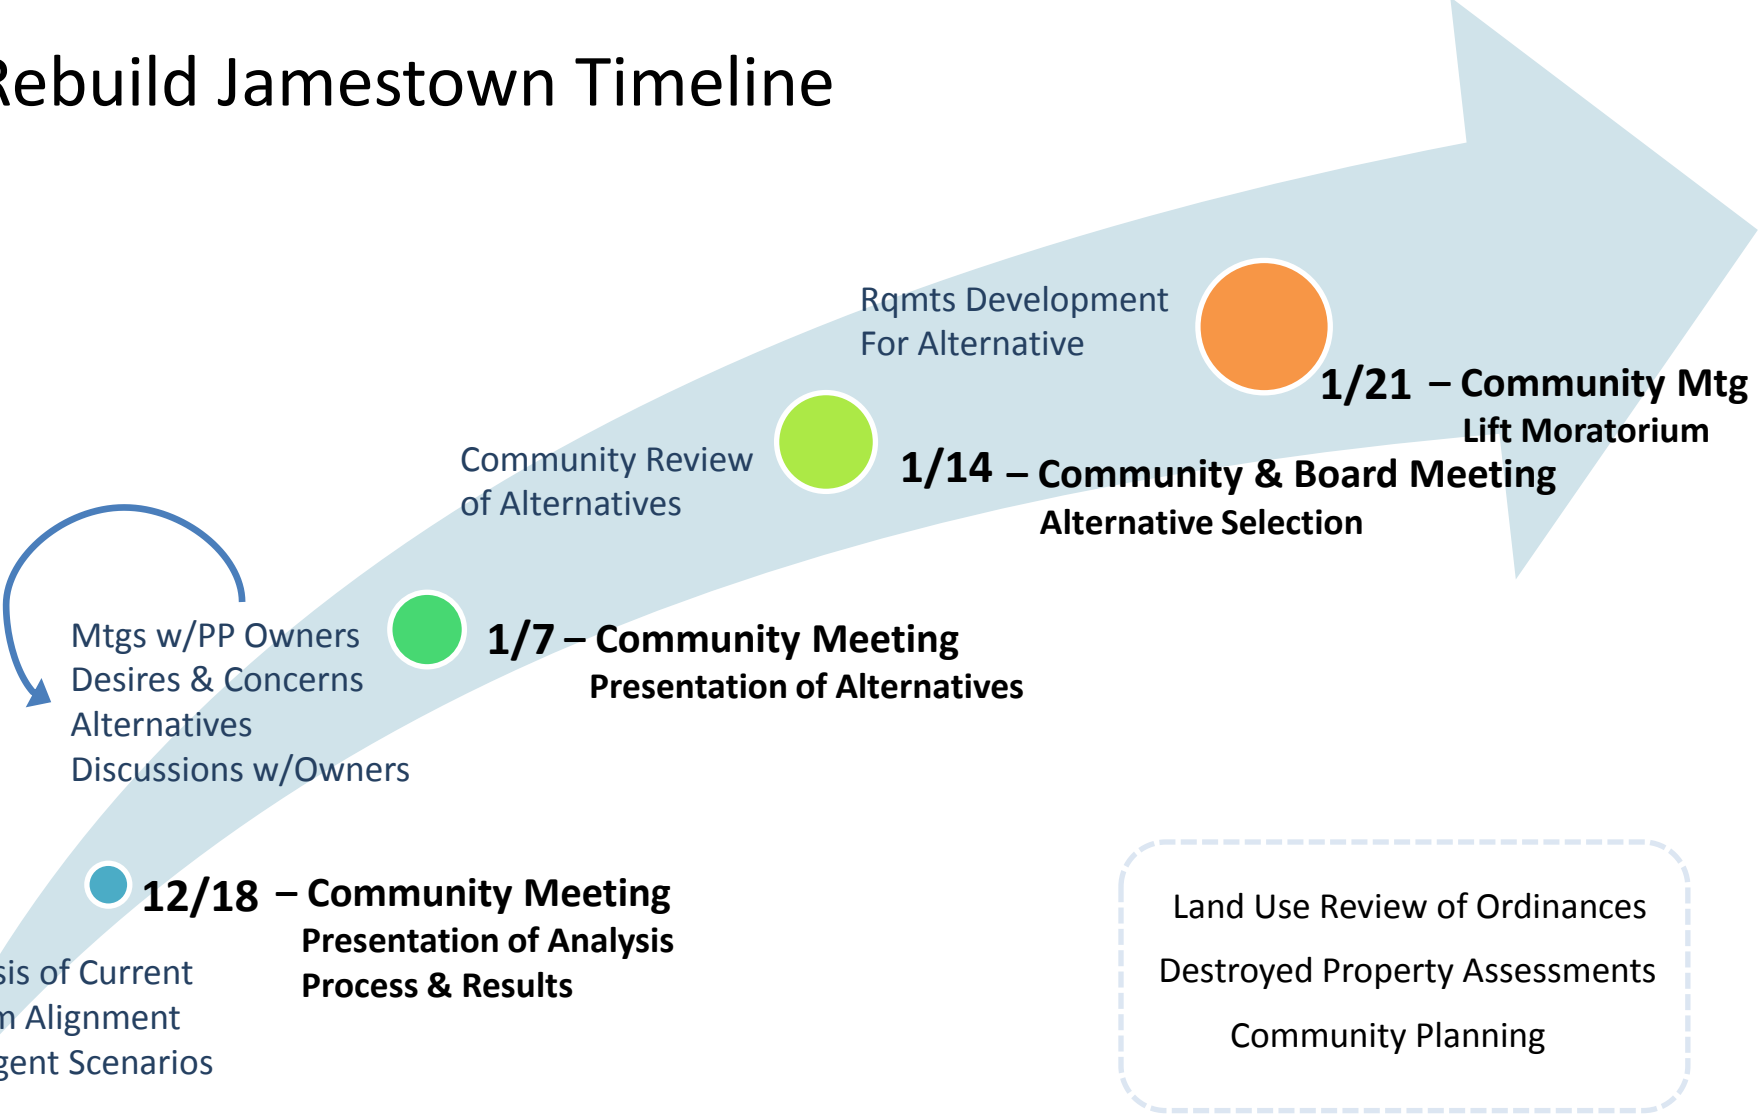 Rebuild Jamestown Timeline
Rqmts Development
For Alternative
1/21 – Community Mtg
Lift Moratorium
Community Review
of Alternatives
1/14 – Community & Board Meeting
Alternative Selection
Mtgs w/PP Owners
Desires & Concerns
Alternatives
Discussions w/Owners
1/7 – Community Meeting
Presentation of Alternatives
12/18 – Community Meeting
Presentation of Analysis
Process & Results
of Current
Alignment
Scenarios
Land Use Review of Ordinances
Destroyed Property Assessments
Community Planning